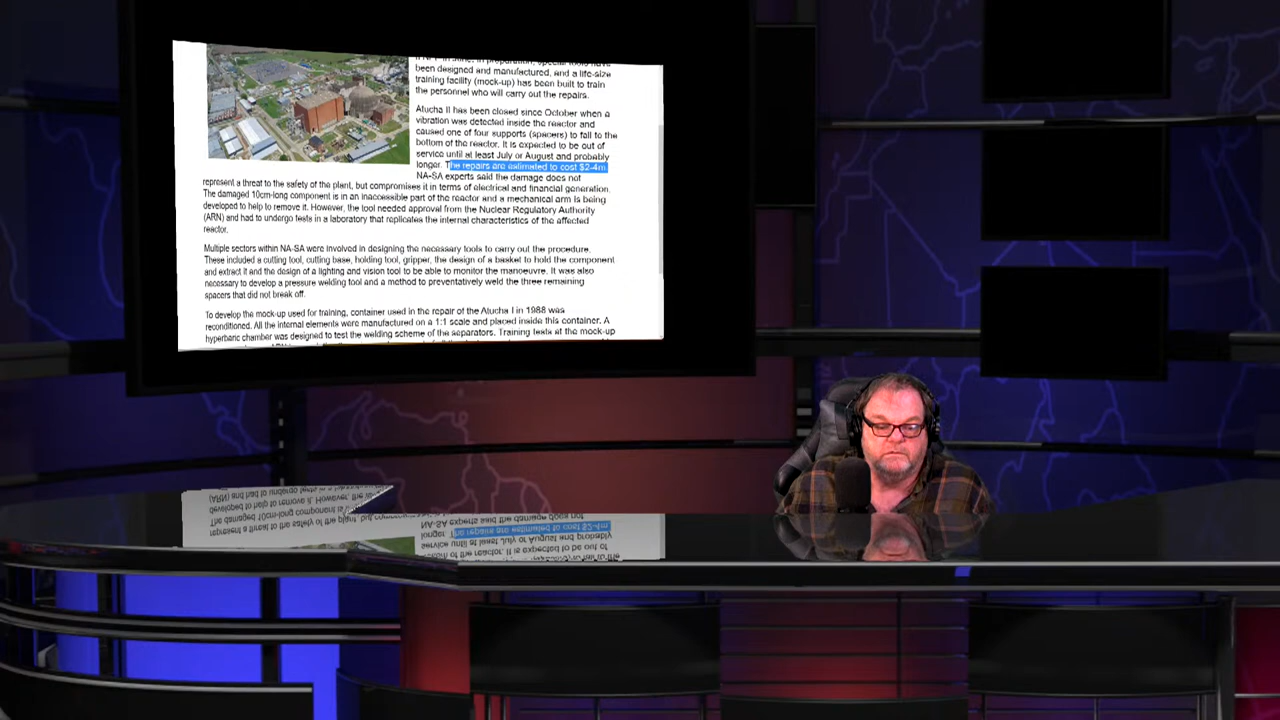 been designed and manufactured, and a life-size
training facility (mock-up) has been built to train
the personnel who will carry out the repairs.
Atucha II has been closed since October when a
vibration was detected inside the reactor and
caused one of four supports (spacers) to fall to the
bottom of the reactor. It is expected to be out of
service until at least July or August and probably
longer. The repairs are estimated to cost $2-4m
NA-SA experts said the damage does not
represent a threat to the safety of the plant, but compromises it in terms of electrical and financial generation.
The damaged 10cm-long component is in an inaccessible part of the reactor and a mechanical arm is being
developed to help to remove it. However, the tool needed approval from the Nuclear Regulatory Authority
(ARN) and had to undergo tests in a laboratory that replicates the internal characteristics of the affected
reactor.
Multiple sectors within NA-SA were involved in designing the necessary tools to carry out the procedure.
These included a cutting tool, cutting base, holding tool, gripper, the design of a basket to hold the component
and extract it and the design of a lighting and vision tool to be able to monitor the manoeuvre. It was also
necessary to develop a pressure welding tool and a method to preventatively weld the three remaining
spacers that did not break off.
To develop the mock-up used for training, container used in the repair of the Atucha I in 1988 was
reconditioned. All the internal elements were manufactured on a 1:1 scale and placed inside this container. A
hyperbaric chamber was designed to test the welding scheme of the separators. Training tests at the mock-up